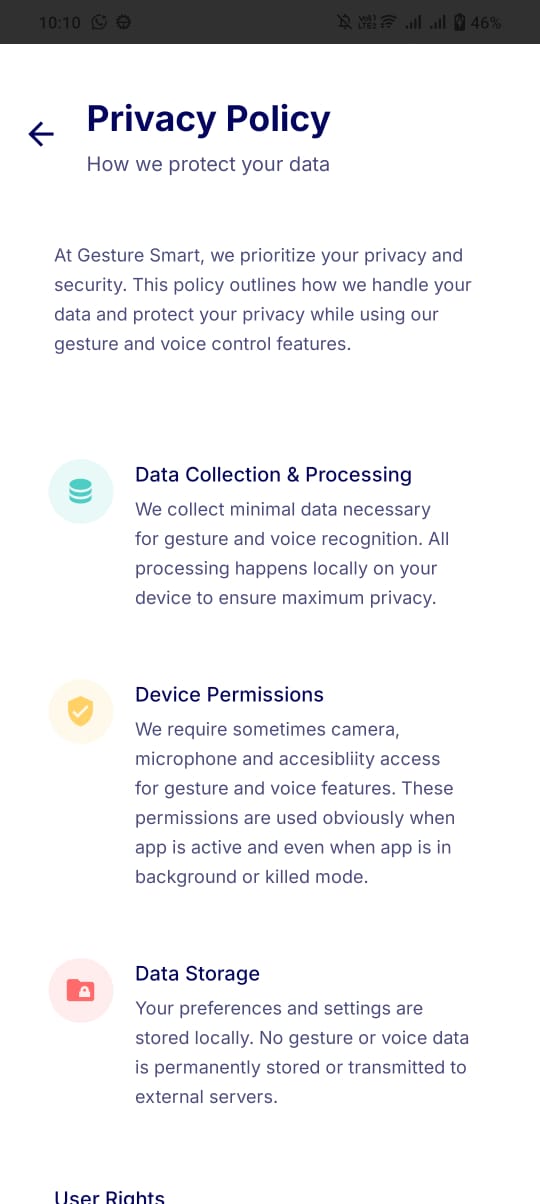 10:10
46%
Privacy Policy
How we protect your data
At Gesture Smart, we prioritize your privacy and
security. This policy outlines how we handle your
data and protect your privacy while using our
gesture and voice control features.
Data Collection & Processing
We collect minimal data necessary
for gesture and voice recognition. All
processing happens locally on your
device to ensure maximum privacy.
Device Permissions
We require sometimes camera,
microphone and accesibliity access
for gesture and voice features. These
permissions are used obviously when
app is active and even when app is in
background or killed mode.
Data Storage
Your preferences and settings are
stored locally. No gesture or voice data
is permanently stored or transmitted to
external servers.
User Rights